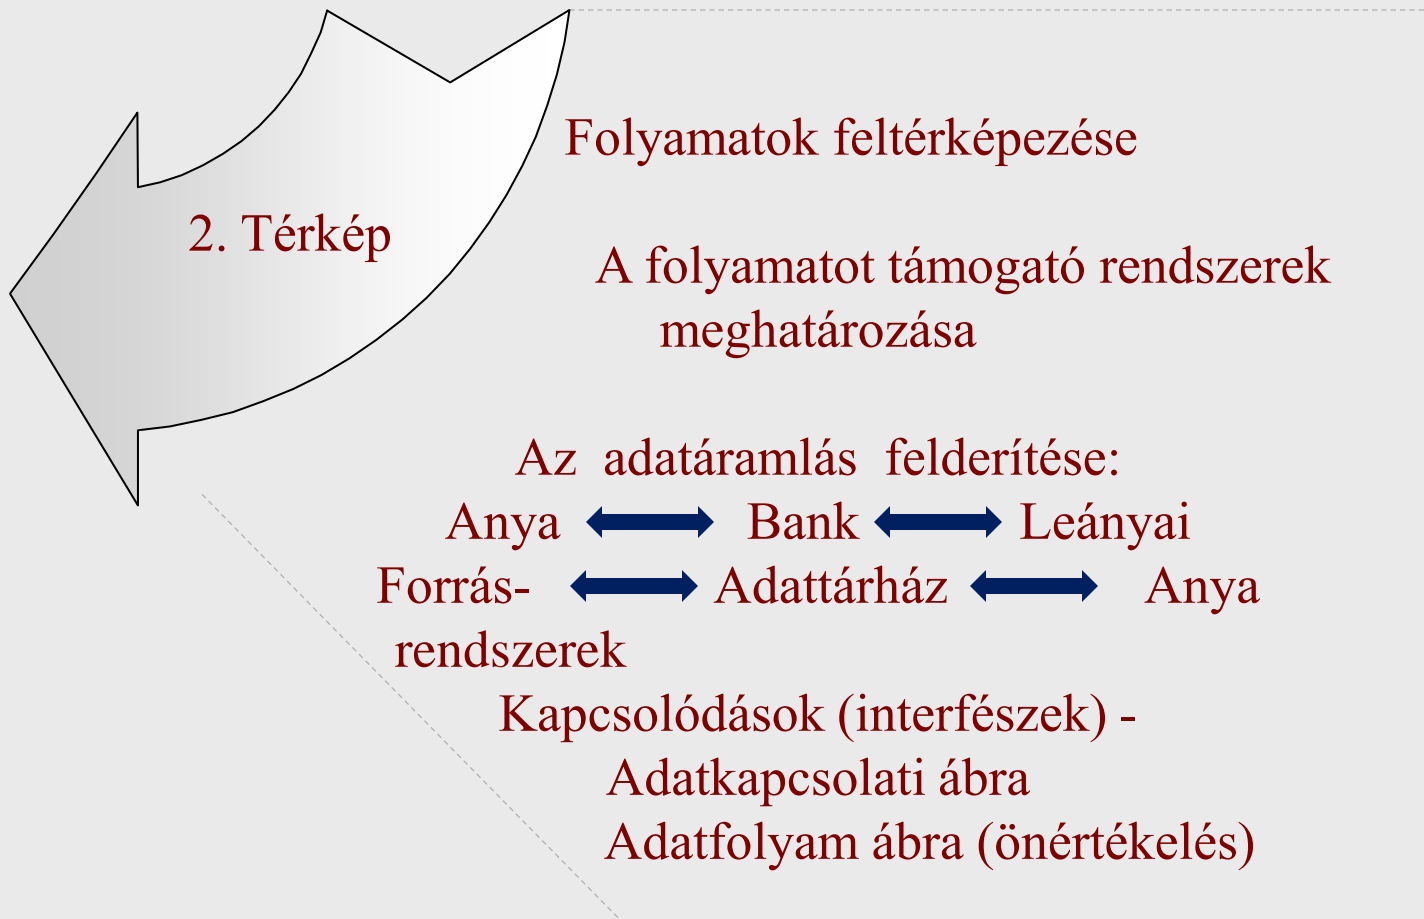 Folyamatok feltérképezése
2. Térkép
A folyamatot támogató rendszerek
meghatározása
Az adatáramlás felderítése:
Anya Bank Leányai
Forrás- Adattárház Anya
rendszerek
Kapcsolódások (interfészek) -
Adatkapcsolati ábra
Adatfolyam ábra (önértékelés)